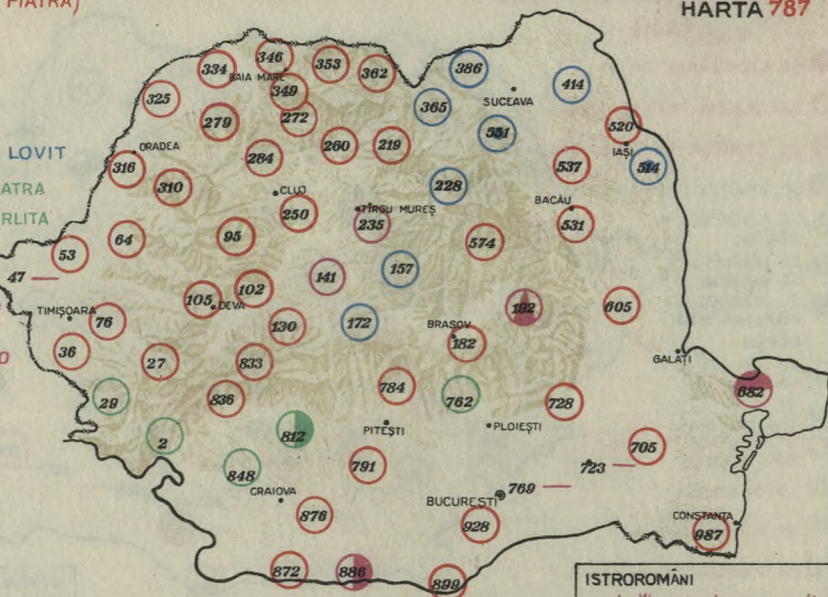 PIATRA)
HARTA 787
346
353
334
362
386
BAIA MARE
349
414
325
365
SUCEAVA
272
279
520
551
260
219
IAȘI
LOVIT
ORADEA
284
537
514
316
ATRA
310
228
CLUJ
BACĂU
RLITA
TÎRGU MUREȘ
250
235
531
64
95
574
53
157
47
141
102
105
DEVA
192
605
TIMIȘOARA
76
130
172
BRAȘOV
182
36
GALAȚI
O
27
833
784
682
29
836
762
728
PITEȘTI
PLOIEȘTI
2
812
705
848
791
723
CRAIOVA
769
BUCUREȘTI
876
928
CONSTANȚA
987
872
886
899
ISTROROMÂNI